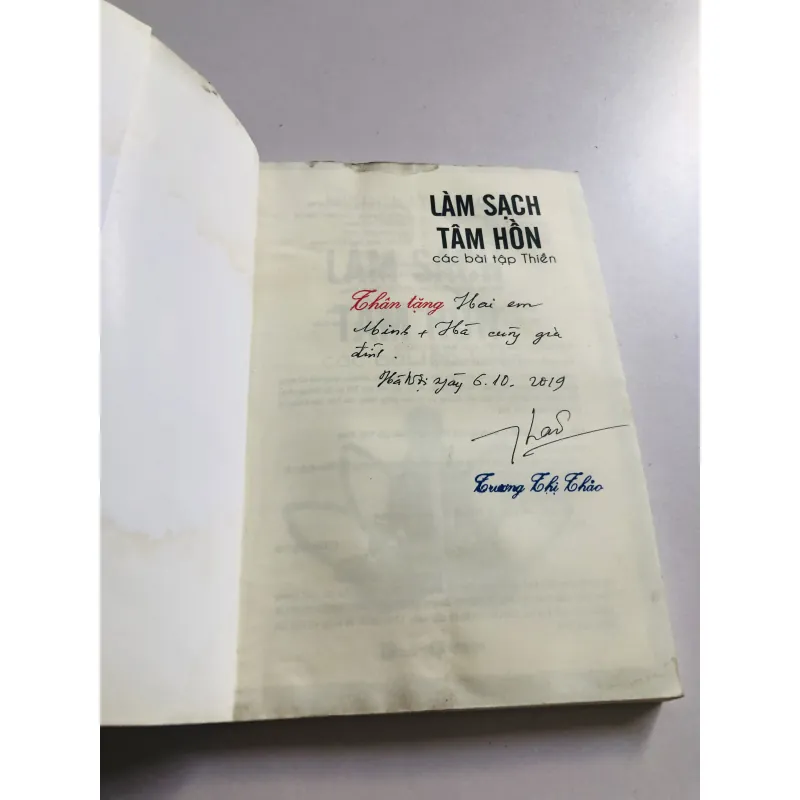 LÀM SẠCH
TÂM HỒN
các bài tập Thiền
Thân tặng Hai em
Minh + Hà cùng gia
đình.
Hà Nội ngày 6.10.2019
Thảo
Trương Thị Thảo